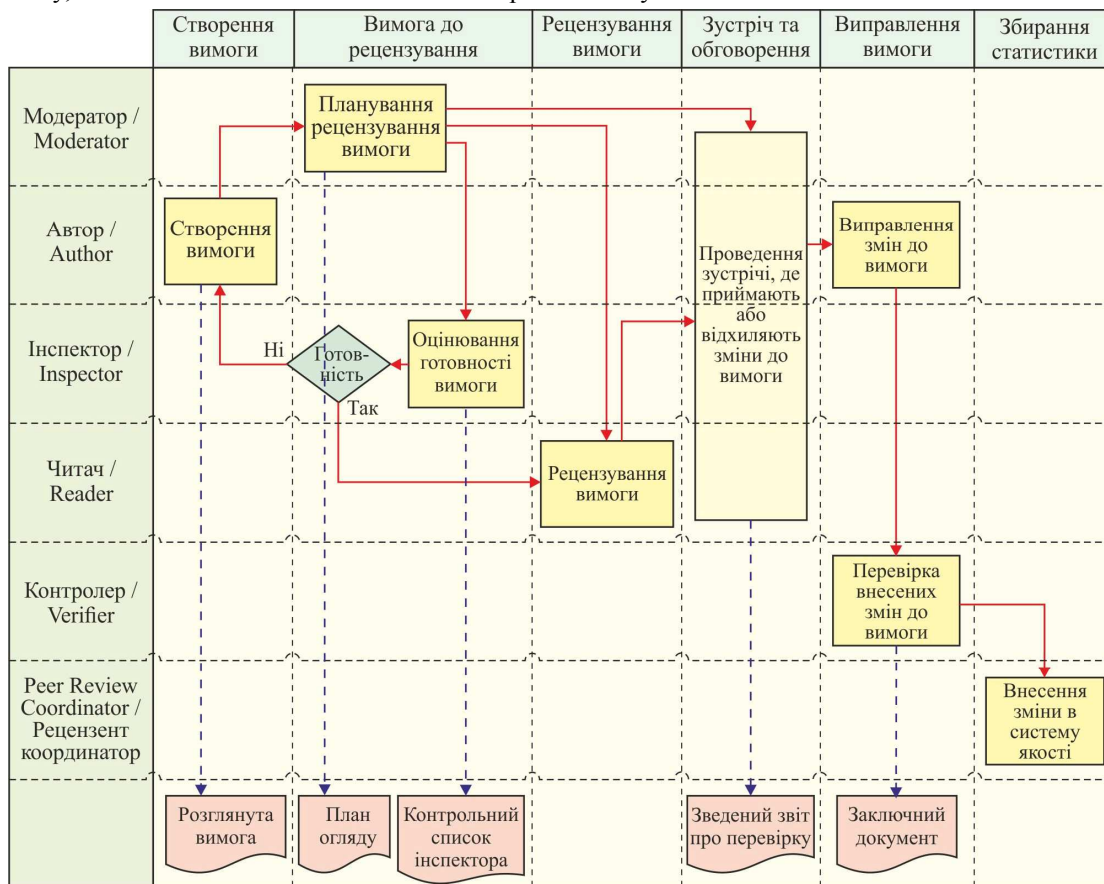 Створення
вимоги
Вимога до
рецензування
Рецензування
вимоги
Зустріч та
обговорення
Виправлення
вимоги
Збирання
статистики
Модератор /
Moderator
Планування
рецензування
вимоги
Автор /
Author
Створення
вимоги
Проведення
зустрічі, де
приймають
або
відхиляють
зміни до
вимоги
Виправлення
змін до
вимоги
Інспектор /
Inspector
Ні
Готов-
ність
Так
Оцінювання
готовності
вимоги
Читач /
Reader
Рецензування
вимоги
Контролер /
Verifier
Перевірка
внесених
змін до
вимоги
Peer Review
Coordinator /
Рецензент
координатор
Внесення
зміни в
систему
якості
Розглянута
вимога
План
огляду
Контрольний
список
інспектора
Зведений звіт
про перевірку
Заключний
документ